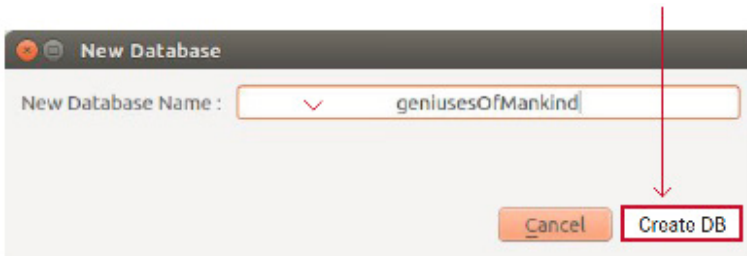 New Database
New Database Name : geniusesOfMankind
Cancel Create DB